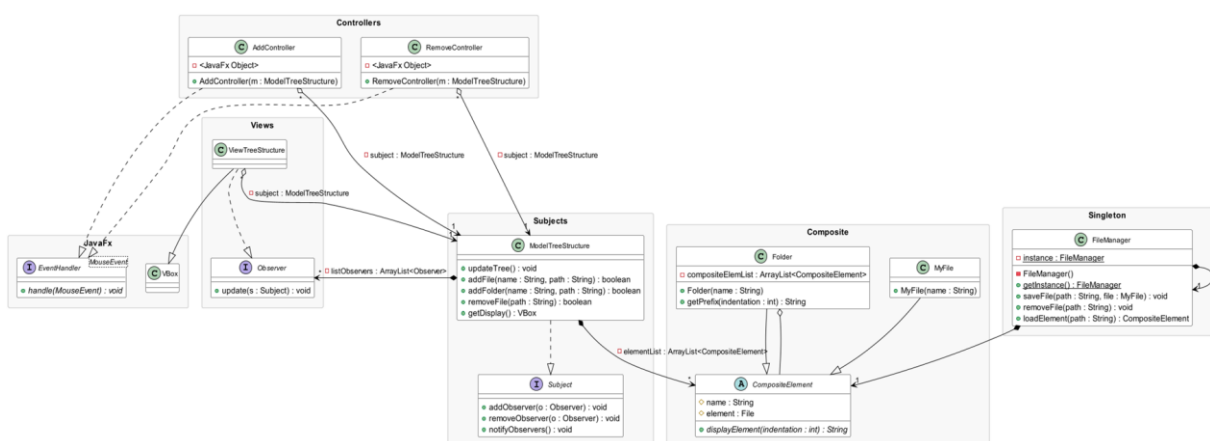 Controllers
C AddController
<JavaFx Object>
AddController(m : ModelTreeStructure)
C RemoveController
<JavaFx Object>
RemoveController(m : ModelTreeStructure)
*
*
Views
C ViewTreeStructure
*
subject : ModelTreeStructure
subject : ModelTreeStructure
subject : ModelTreeStructure
1
1
1
JavaFx
I EventHandler
MouseEvent
handle(MouseEvent) : void
C VBox
I Observer
update(s : Subject) : void
* listObservers : ArrayList<Observer>
Subjects
C ModelTreeStructure
updateTree() : void
addFile(name : String, path : String) : boolean
addFolder(name : String, path : String) : boolean
removeFile(path : String) : boolean
getDisplay() : VBox
elementList : ArrayList<CompositeElement>
*
I Subject
addObserver(o : Observer) : void
removeObserver(o : Observer) : void
notifyObservers() : void
Composite
C Folder
compositeElemList : ArrayList<CompositeElement>
Folder(name : String)
getPrefix(indentation : int) : String
C MyFile
MyFile(name : String)
A CompositeElement
name : String
element : File
displayElement(indentation : int) : String
1
Singleton
C FileManager
instance : FileManager
FileManager()
getInstance() : FileManager
saveFile(path : String, file : MyFile) : void
removeFile(path : String) : void
loadElement(path : String) : CompositeElement
1